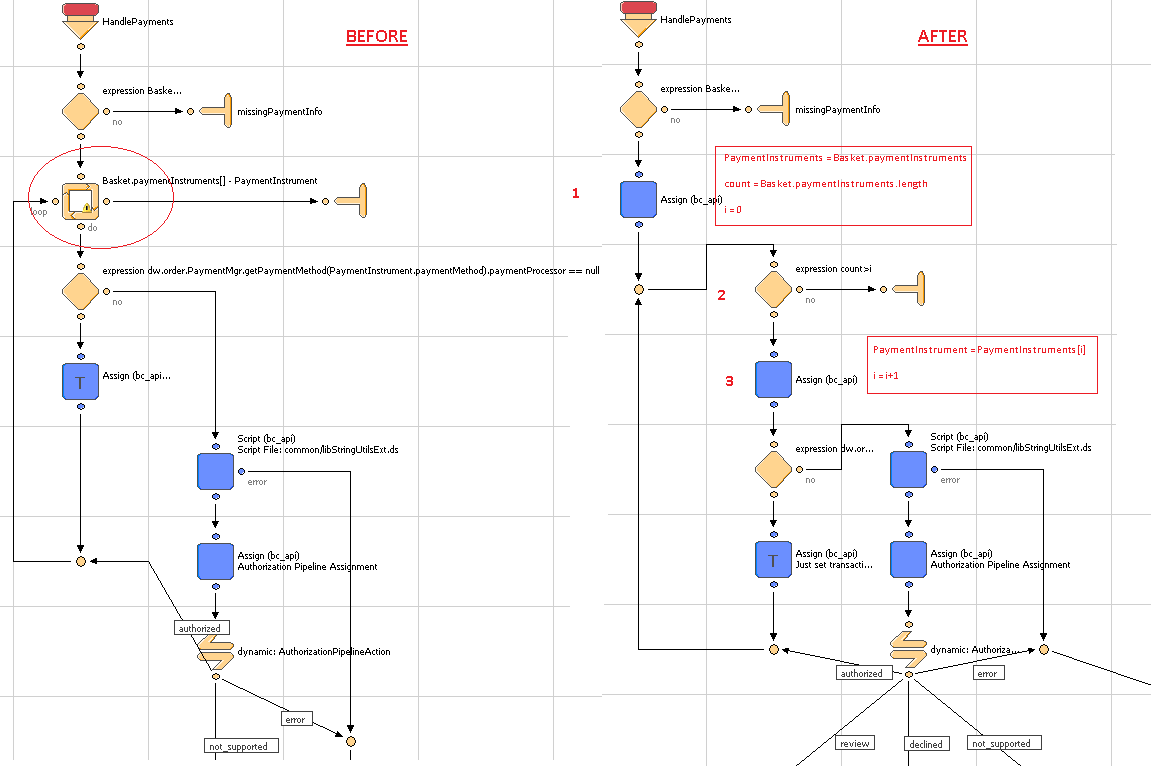 BEFORE
HandlePayments
expression Baske...
no
missingPaymentInfo
Basket.paymentInstruments[] - PaymentInstrument
loop
do
expression dw.order.PaymentMgr.getPaymentMethod(PaymentInstrument.paymentMethod).paymentProcessor == null
no
T
Assign (bc_api...
Script (bc_api)
Script File: common/libStringUtilsExt.ds
error
Assign (bc_api)
Authorization Pipeline Assignment
authorized
dynamic: AuthorizationPipelineAction
error
not_supported
AFTER
HandlePayments
expression Baske...
no
missingPaymentInfo
1
Assign (bc_api)
PaymentInstruments = Basket.paymentInstruments
count = Basket.paymentInstruments.length
i = 0
2
expression count>i
no
3
Assign (bc_api)
PaymentInstrument = PaymentInstruments[i]
i = i+1
expression dw.or...
no
Script (bc_api)
Script File: common/libStringUtilsExt.ds
error
T
Assign (bc_api)
Just set transacti...
Assign (bc_api)
Authorization Pipeline Assignment
dynamic: Authoriza...
authorized
error
review
declined
not_supported